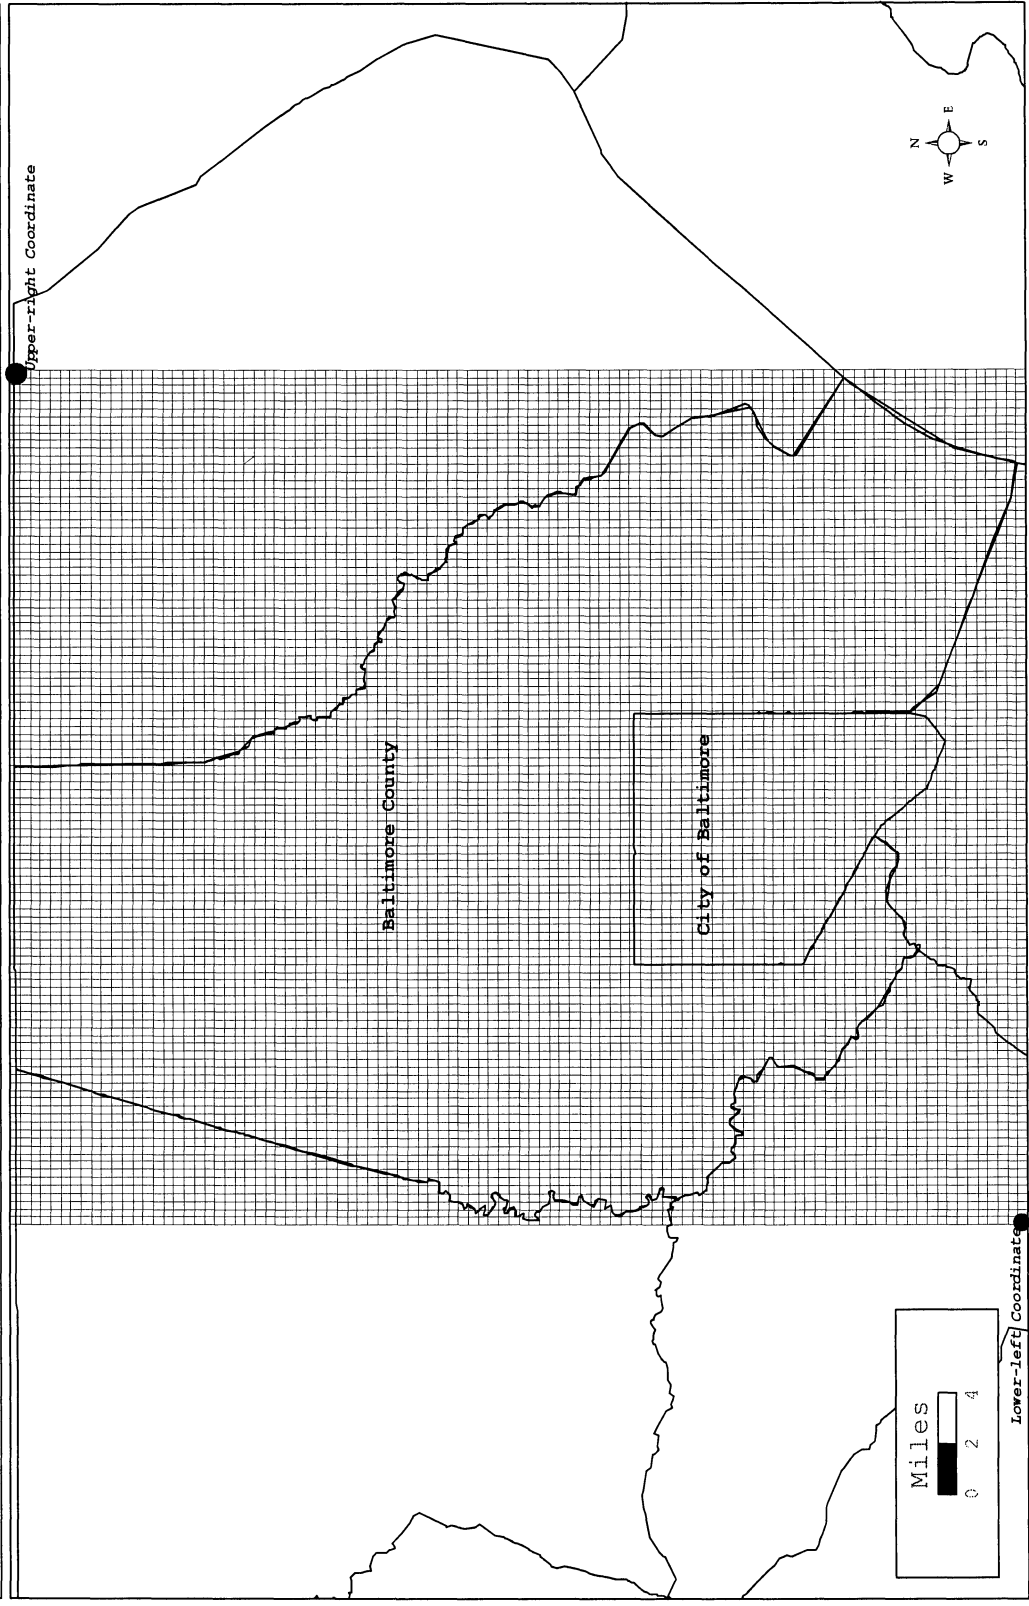 Upper-right Coordinate
N
E
S
W
Baltimore County
City of Baltimore
Lower-left Coordinate
Miles
0 2 4